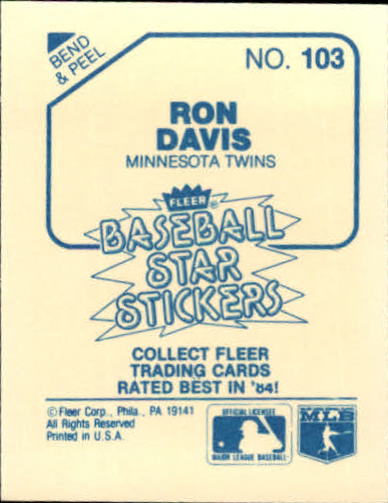 BEND
& PEEL
NO. 103
RON
DAVIS
MINNESOTA TWINS
FLEER®
BASEBALL
STAR
STICKERS
COLLECT FLEER
TRADING CARDS
RATED BEST IN '84!
© Fleer Corp., Phila., PA 19141
All Rights Reserved
Printed in U.S.A.
OFFICIAL LICENSEE
MAJOR LEAGUE BASEBALL
MLB